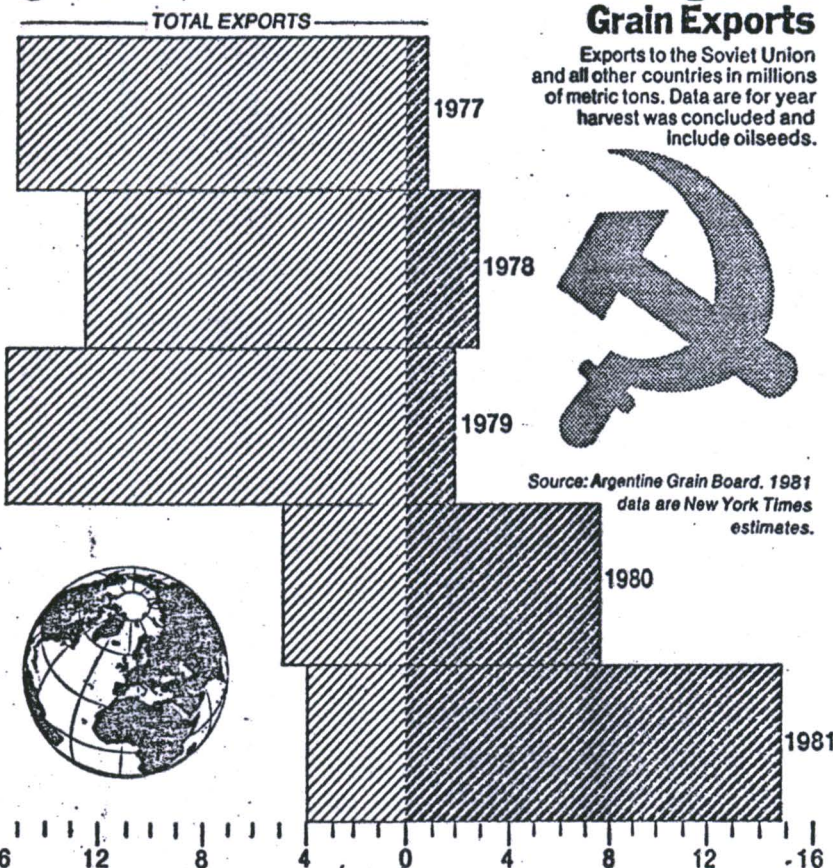 TOTAL EXPORTS
Grain Exports
Exports to the Soviet Union
and all other countries in millions
of metric tons. Data are for year
harvest was concluded and
include oilseeds.
1977
1978
1979
Source: Argentine Grain Board. 1981
data are New York Times
estimates.
1980
1981
6 12 8 4 0 4 8 12 16